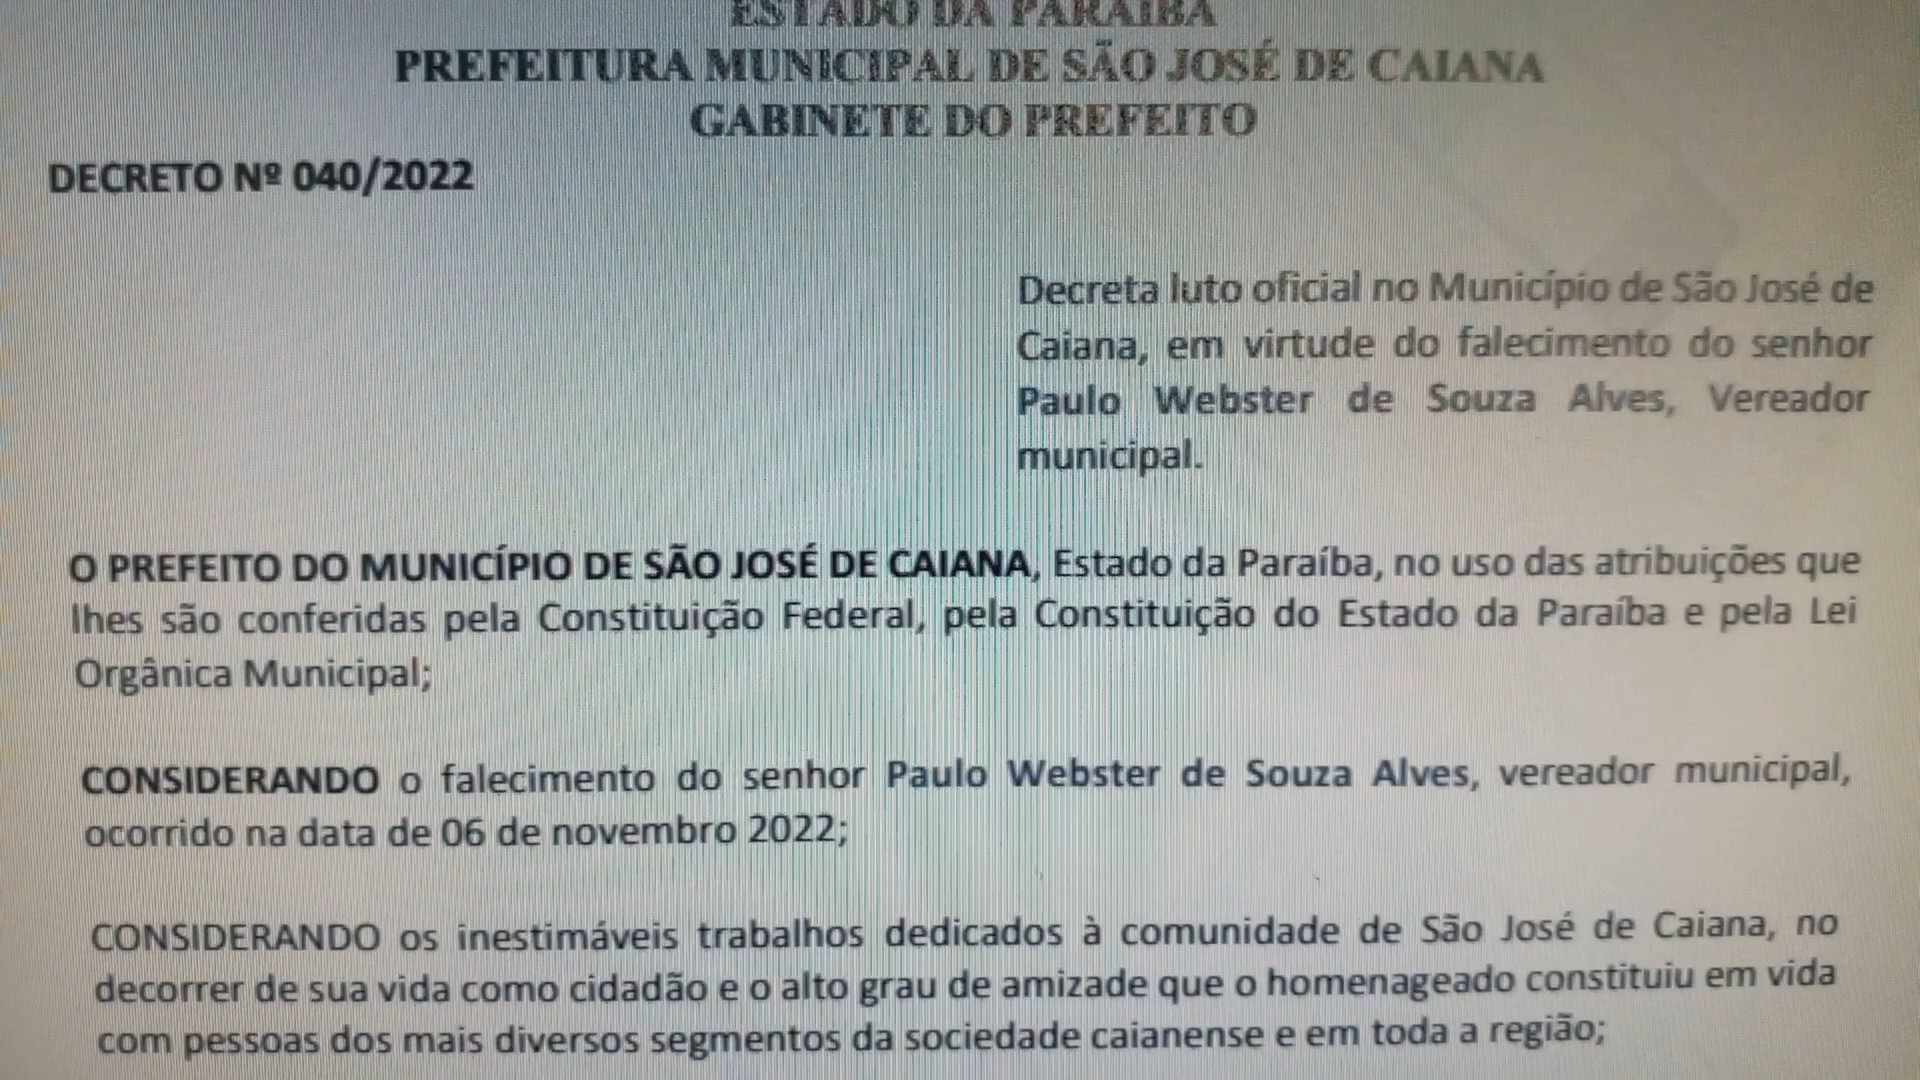 ESTADO DA PARAÍBA
PREFEITURA MUNICIPAL DE SÃO JOSÉ DE CAIANA
GABINETE DO PREFEITO
DECRETO Nº 040/2022
Decreta luto oficial no Município de São José de
Caiana, em virtude do falecimento do senhor
Paulo Webster de Souza Alves, Vereador
municipal.
O PREFEITO DO MUNICÍPIO DE SÃO JOSÉ DE CAIANA, Estado da Paraíba, no uso das atribuições que
lhes são conferidas pela Constituição Federal, pela Constituição do Estado da Paraíba e pela Lei
Orgânica Municipal;
CONSIDERANDO o falecimento do senhor Paulo Webster de Souza Alves, vereador municipal,
ocorrido na data de 06 de novembro 2022;
CONSIDERANDO os inestimáveis trabalhos dedicados à comunidade de São José de Caiana, no
decorrer de sua vida como cidadão e o alto grau de amizade que o homenageado constituiu em vida
com pessoas dos mais diversos segmentos da sociedade caianense e em toda a região;